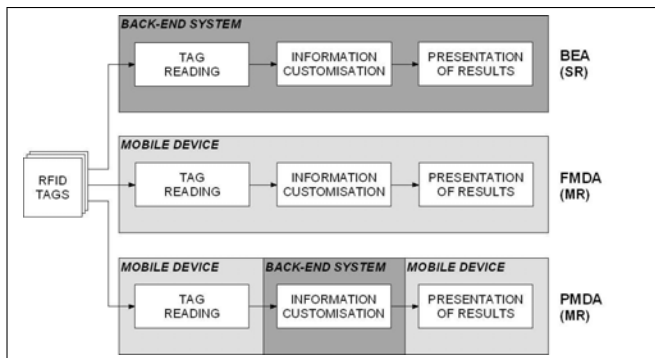 BACK-END SYSTEM
TAG
READING
INFORMATION
CUSTOMISATION
PRESENTATION
OF RESULTS
BEA
(SR)
RFID
TAGS
MOBILE DEVICE
TAG
READING
INFORMATION
CUSTOMISATION
PRESENTATION
OF RESULTS
FMDA
(MR)
MOBILE DEVICE
BACK-END SYSTEM
MOBILE DEVICE
TAG
READING
INFORMATION
CUSTOMISATION
PRESENTATION
OF RESULTS
PMDA
(MR)